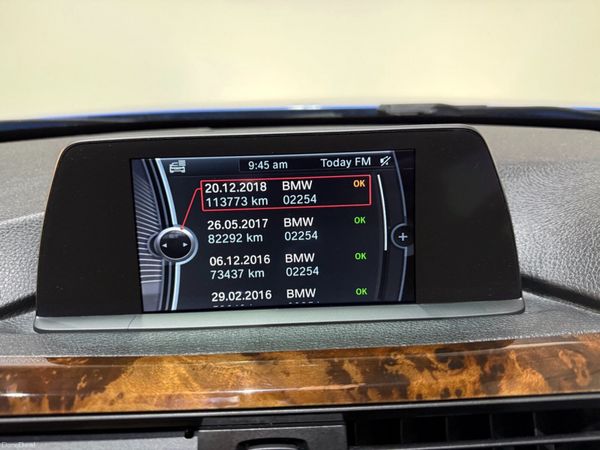 9:45 am Today FM
20.12.2018 BMW OK
113773 km 02254
26.05.2017 BMW OK
82292 km 02254
06.12.2016 BMW OK
73437 km 02254
29.02.2016 BMW OK
DoneDeal